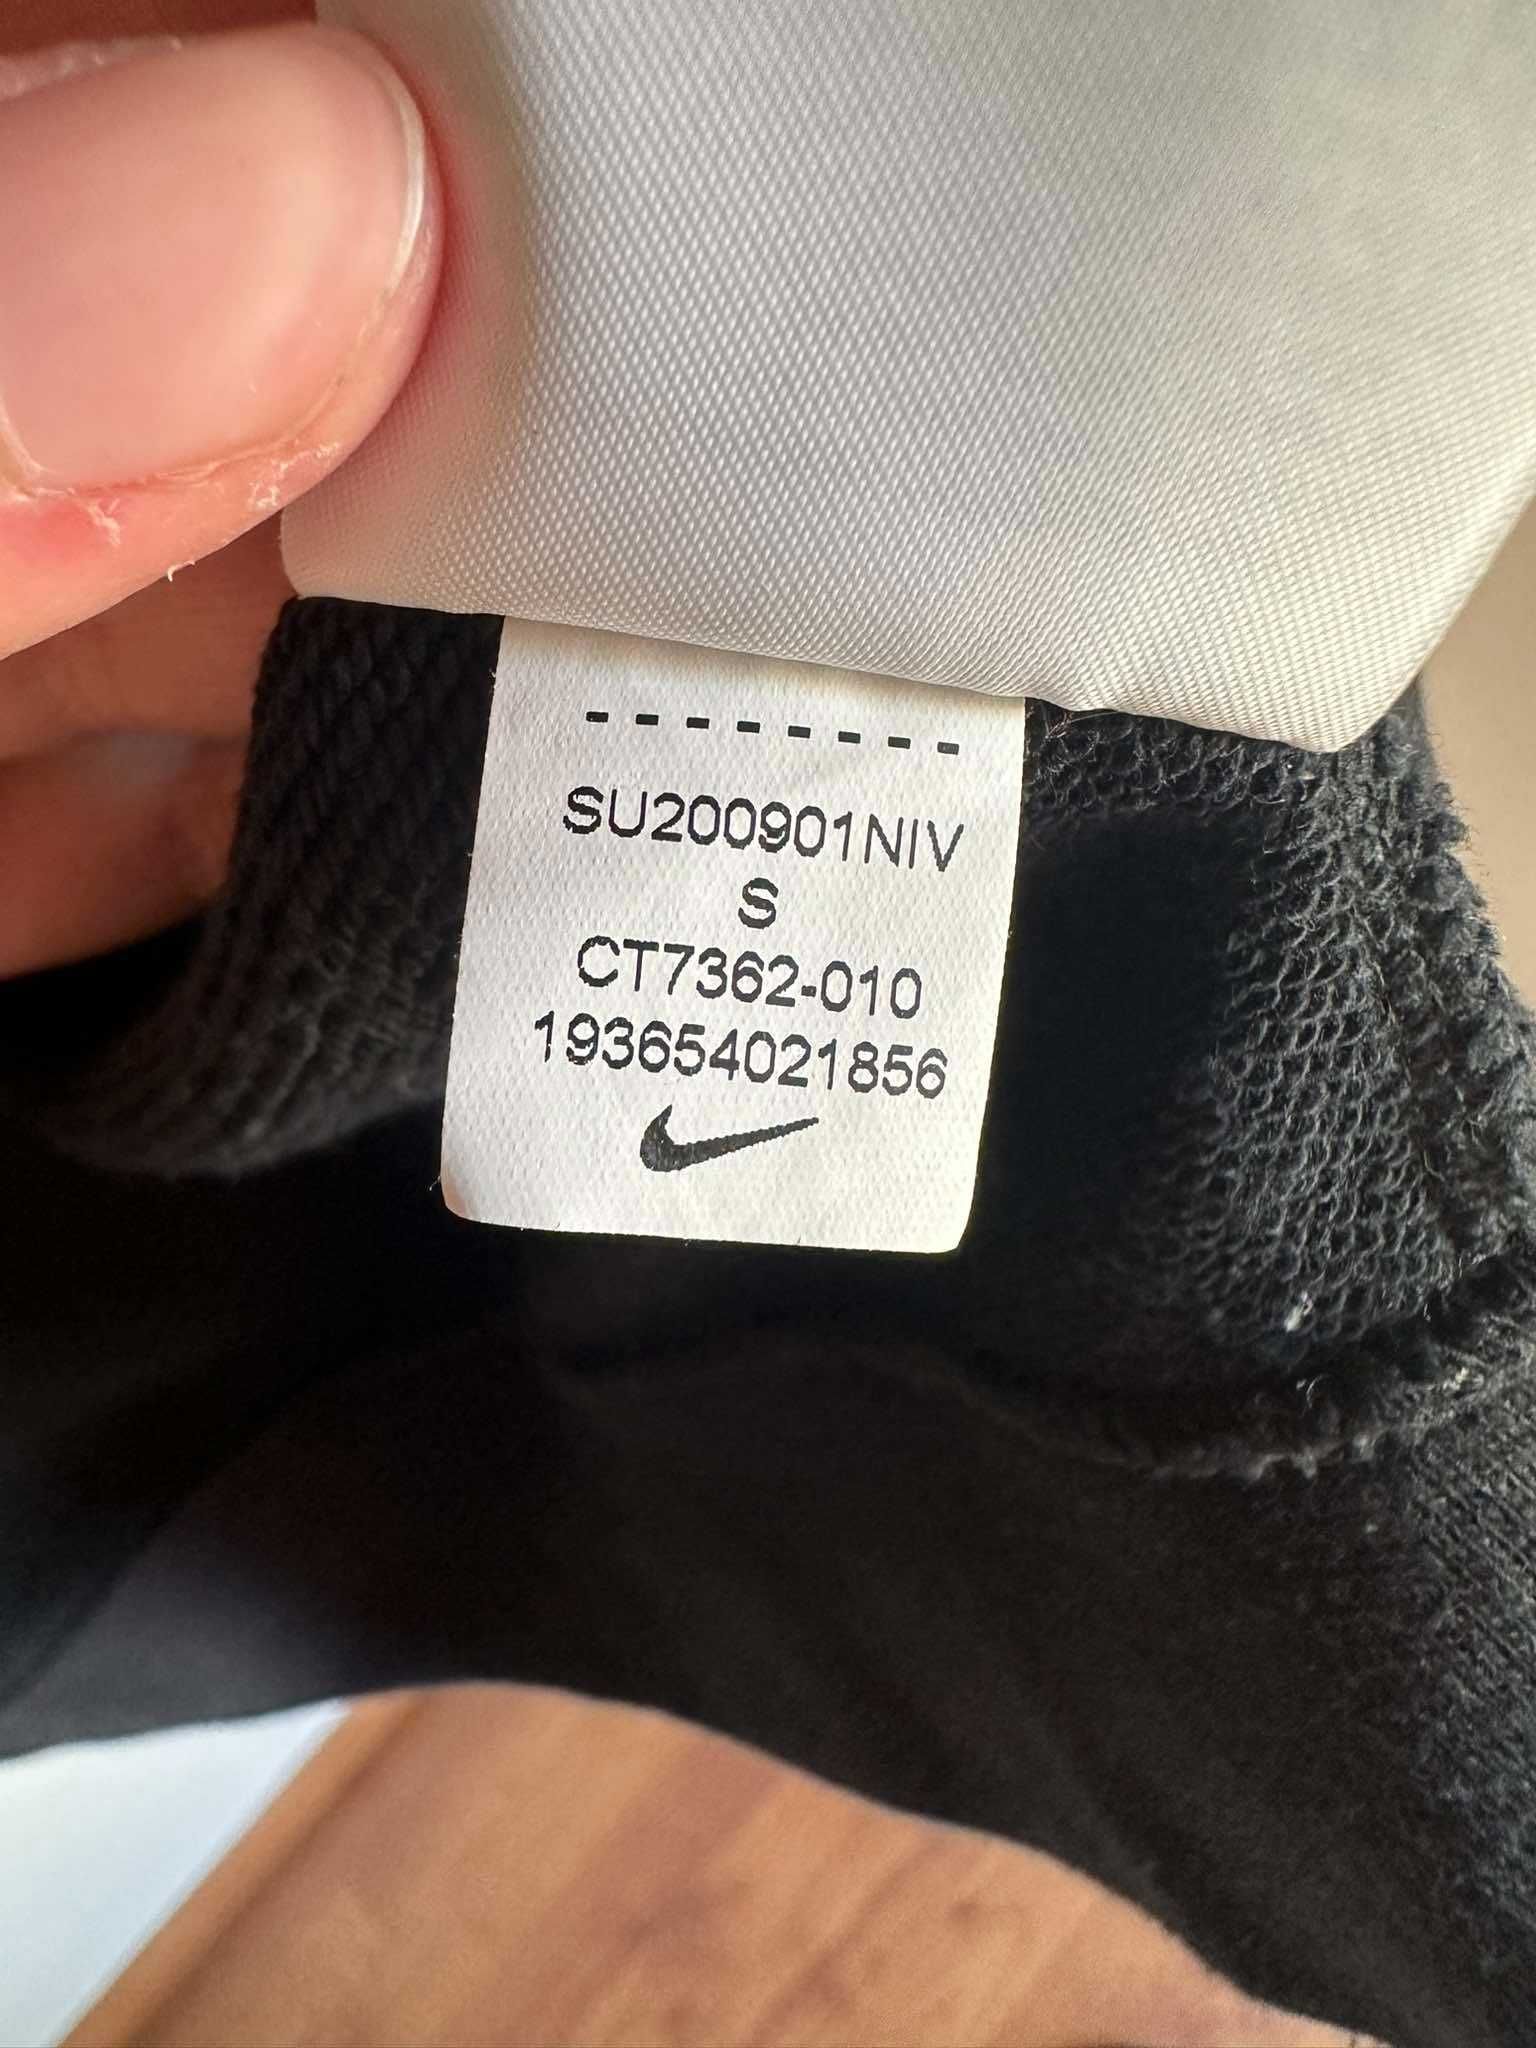 --------
SU200901NIV
S
CT7362-010
193654021856